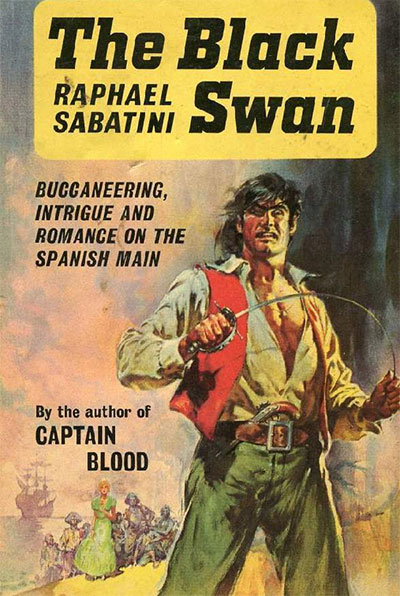 The Black
RAPHAEL
SABATINI
Swan
BUCCANEERING,
INTRIGUE AND
ROMANCE ON THE
SPANISH MAIN
By the author of
CAPTAIN
BLOOD